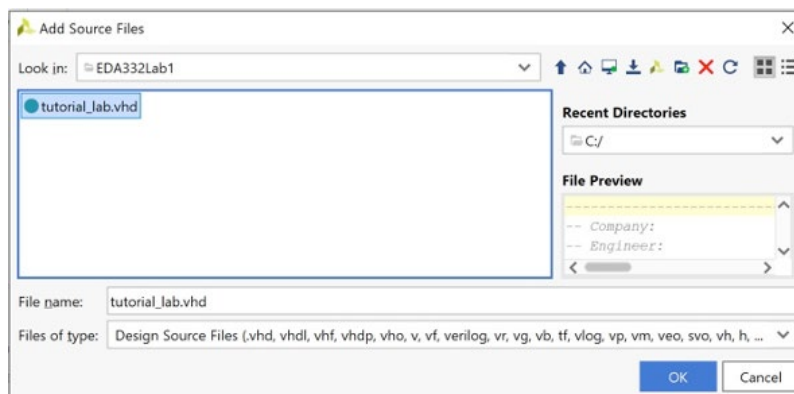 Add Source Files
Look in: EDA332Lab1
tutorial_lab.vhd
Recent Directories
C:/
File Preview
-- Company:
-- Engineer:
File name: tutorial_lab.vhd
Files of type: Design Source Files (.vhd, vhdl, vhf, vhdp, vho, v, vf, verilog, vr, vg, vb, tf, vlog, vp, vm, veo, svo, vh, h, ...
OK Cancel